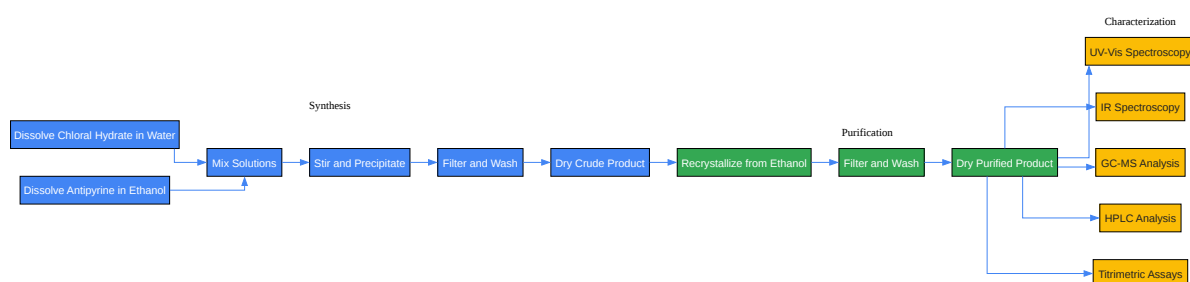 Characterization
UV-Vis Spectroscopy
Synthesis
IR Spectroscopy
Purification
Dissolve Chloral Hydrate in Water
Mix Solutions
Stir and Precipitate
Filter and Wash
Dry Crude Product
Recrystallize from Ethanol
Filter and Wash
Dry Purified Product
GC-MS Analysis
Dissolve Antipyrine in Ethanol
HPLC Analysis
Titrimetric Assays